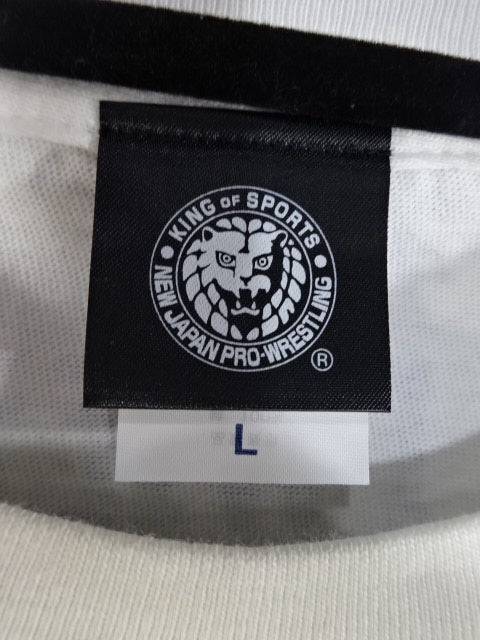 KING OF SPORTS
NEW JAPAN PRO-WRESTLING
®
L